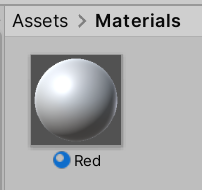 Assets > Materials
Red